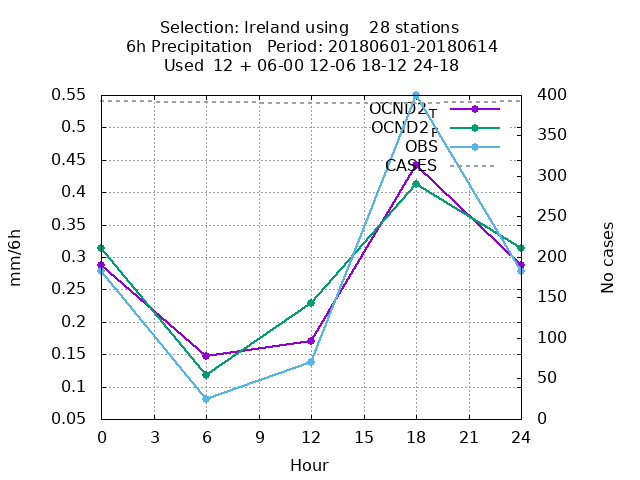 Selection: Ireland using    28 stations
6h Precipitation   Period: 20180601-20180614
Used  12 + 06-00 12-06 18-12 24-18
0.55
0.5
0.45
0.4
0.35
0.3
0.25
0.2
0.15
0.1
0.05
mm/6h
OCND2_T
OCND2_P
OBS
CASES
400
350
300
250
200
150
100
50
0
No cases
0 3 6 9 12 15 18 21 24
Hour